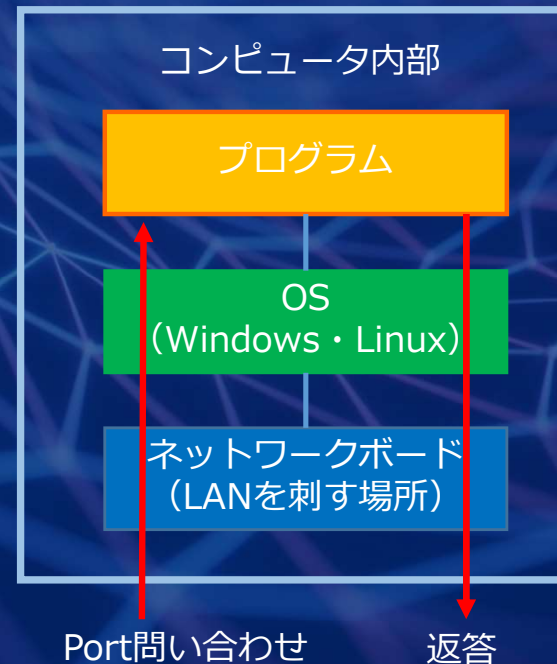 コンピュータ内部
プログラム
OS
（Windows・Linux）
ネットワークボード
（LANを刺す場所）
Port問い合わせ
返答